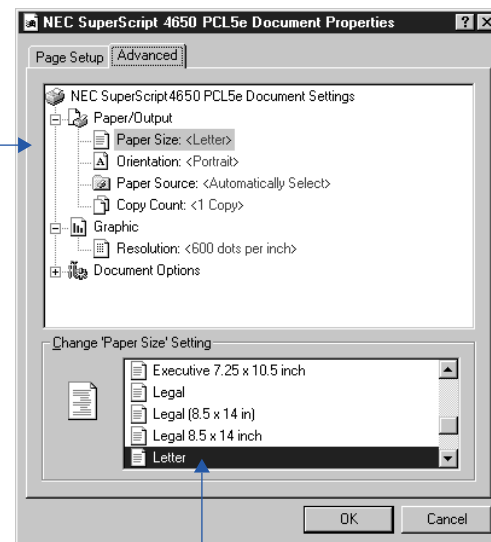 NEC SuperScript 4650 PCL5e Document Properties
Page Setup
Advanced
NEC SuperScript4650 PCL5e Document Settings
Paper/Output
Paper Size: <Letter>
Orientation: <Portrait>
Paper Source: <Automatically Select>
Copy Count: <1 Copy>
Graphic
Resolution: <600 dots per inch>
Document Options
Change 'Paper Size' Setting
Executive 7.25 x 10.5 inch
Legal
Legal (8.5 x 14 in)
Legal 8.5 x 14 inch
Letter
OK
Cancel